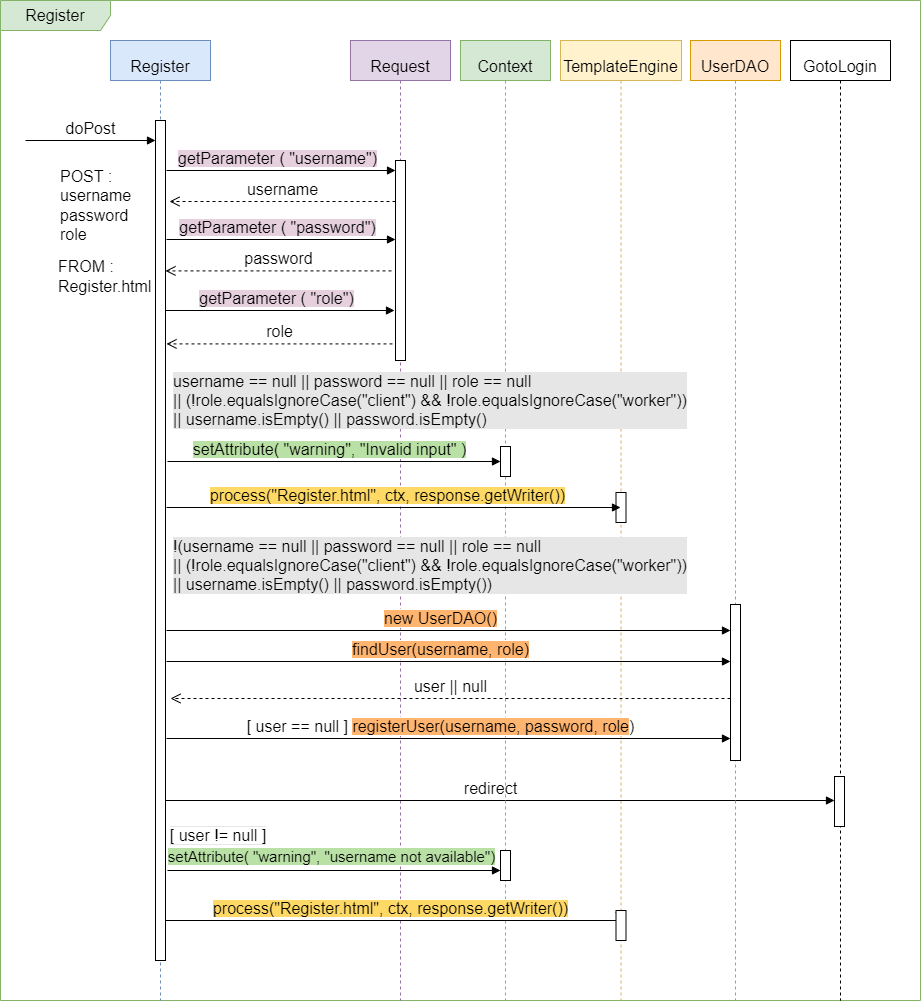 Register
Register
Request
Context
TemplateEngine
UserDAO
GotoLogin
doPost
POST :
username
password
role
FROM :
Register.html
getParameter ( "username")
username
getParameter ( "password")
password
getParameter ( "role")
role
username == null || password == null || role == null
|| (!role.equalsIgnoreCase("client") && !role.equalsIgnoreCase("worker"))
|| username.isEmpty() || password.isEmpty()
setAttribute( "warning", "Invalid input" )
process("Register.html", ctx, response.getWriter())
!(username == null || password == null || role == null
|| (!role.equalsIgnoreCase("client") && !role.equalsIgnoreCase("worker"))
|| username.isEmpty() || password.isEmpty())
new UserDAO()
findUser(username, role)
user || null
[ user == null ] registerUser(username, password, role)
redirect
[ user != null ]
setAttribute( "warning", "username not available")
process("Register.html", ctx, response.getWriter())